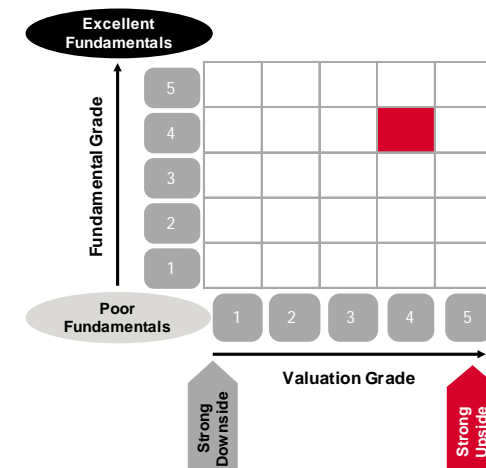 Excellent
Fundamentals
Fundamental Grade
5
4
3
2
1
Poor
Fundamentals
1
2
3
4
5
Valuation Grade
Strong
Downside
Strong
Upside